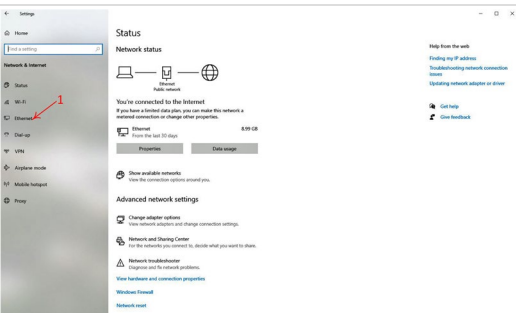 Settings
Home
Find a setting
Network & Internet
Status
Wi-Fi
Ethernet
Dial-up
VPN
Airplane mode
Mobile hotspot
Proxy
1
Status
Network status
Ethernet
Public network
You're connected to the Internet
If you have a limited data plan, you can make this network a
metered connection or change other properties.
Ethernet
From the last 30 days
8.99 GB
Properties
Data usage
Show available networks
View the connection options around you.
Advanced network settings
Change adapter options
View network adapters and change connection settings.
Network and Sharing Center
For the networks you connect to, decide what you want to share.
Network troubleshooter
Diagnose and fix network problems.
View hardware and connection properties
Windows Firewall
Network reset
Help from the web
Finding my IP address
Troubleshooting network connection
issues
Updating network adapter or driver
Get help
Give feedback